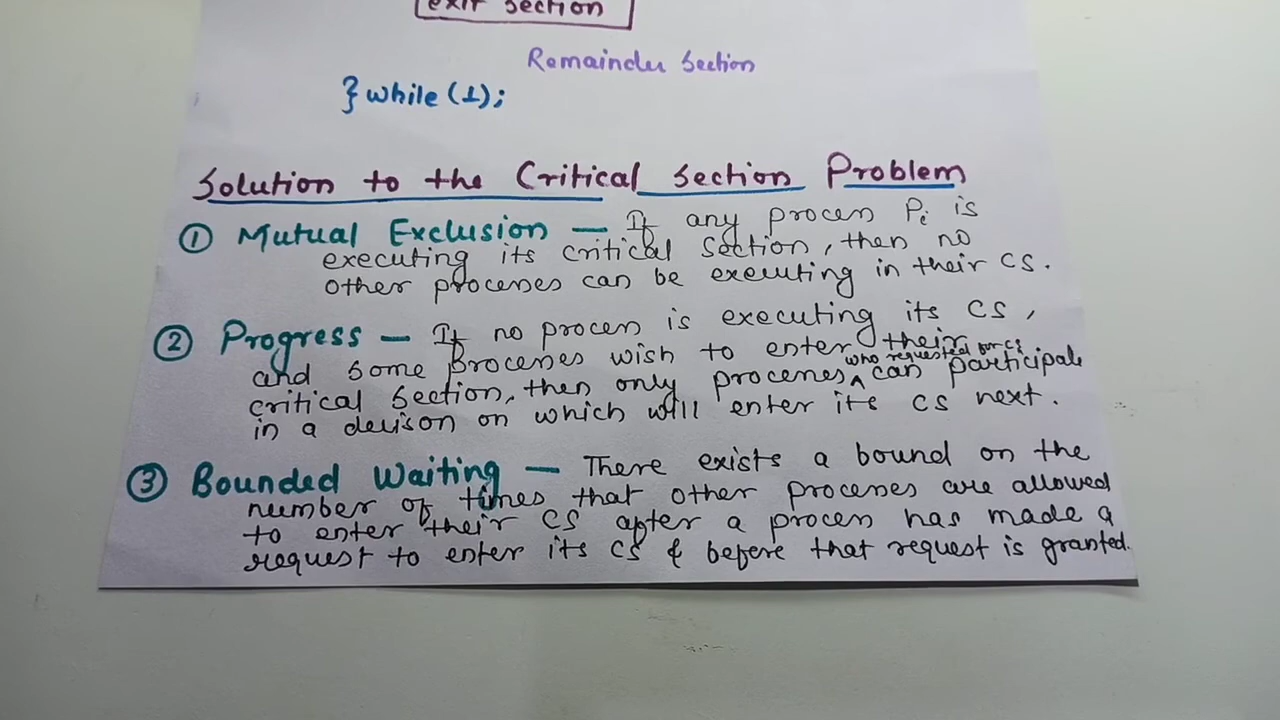 exit section
Remainder Section
} while (1);
Solution to the Critical Section Problem
① Mutual Exclusion — If any process Pi is
executing its critical section, then no
other processes can be executing in their CS.
② Progress — If no process is executing its CS,
and some processes wish to enter their
who requested for CS
critical section, then only processes ^ can participate
in a decison on which will enter its CS next.
③ Bounded Waiting — There exists a bound on the
number of times that other processes are allowed
to enter their CS after a process has made a
request to enter its CS & before that request is granted.